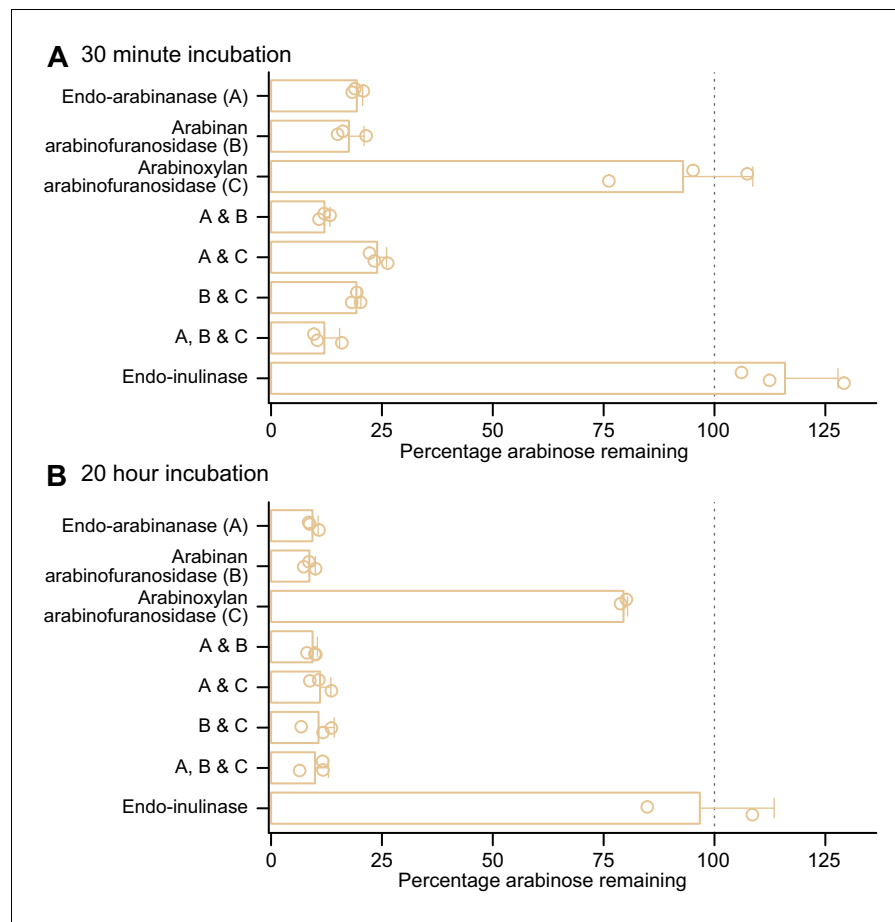 A 30 minute incubation
Endo-arabinanase (A)
Arabinan
arabinofuranosidase (B)
Arabinoxylan
arabinofuranosidase (C)
A & B
A & C
B & C
A, B & C
Endo-inulinase
0 25 50 75 100 125
Percentage arabinose remaining
B 20 hour incubation
Endo-arabinanase (A)
Arabinan
arabinofuranosidase (B)
Arabinoxylan
arabinofuranosidase (C)
A & B
A & C
B & C
A, B & C
Endo-inulinase
0 25 50 75 100 125
Percentage arabinose remaining